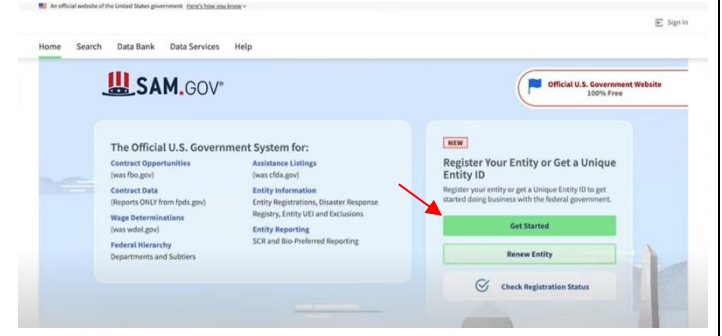 An official website of the United States government Here's how you know
Sign In
Home Search Data Bank Data Services Help
SAM.GOV®
Official U.S. Government Website
100% Free
The Official U.S. Government System for:
Contract Opportunities
(was fbo.gov)
Contract Data
(Reports ONLY from fpds.gov)
Wage Determinations
(was wdol.gov)
Federal Hierarchy
Departments and Subtiers
Assistance Listings
(was cfda.gov)
Entity Information
Entity Registrations, Disaster Response
Registry, Entity UEI and Exclusions
Entity Reporting
SCR and Bio-Preferred Reporting
NEW
Register Your Entity or Get a Unique
Entity ID
Register your entity or get a Unique Entity ID to get
started doing business with the federal government.
Get Started
Renew Entity
Check Registration Status